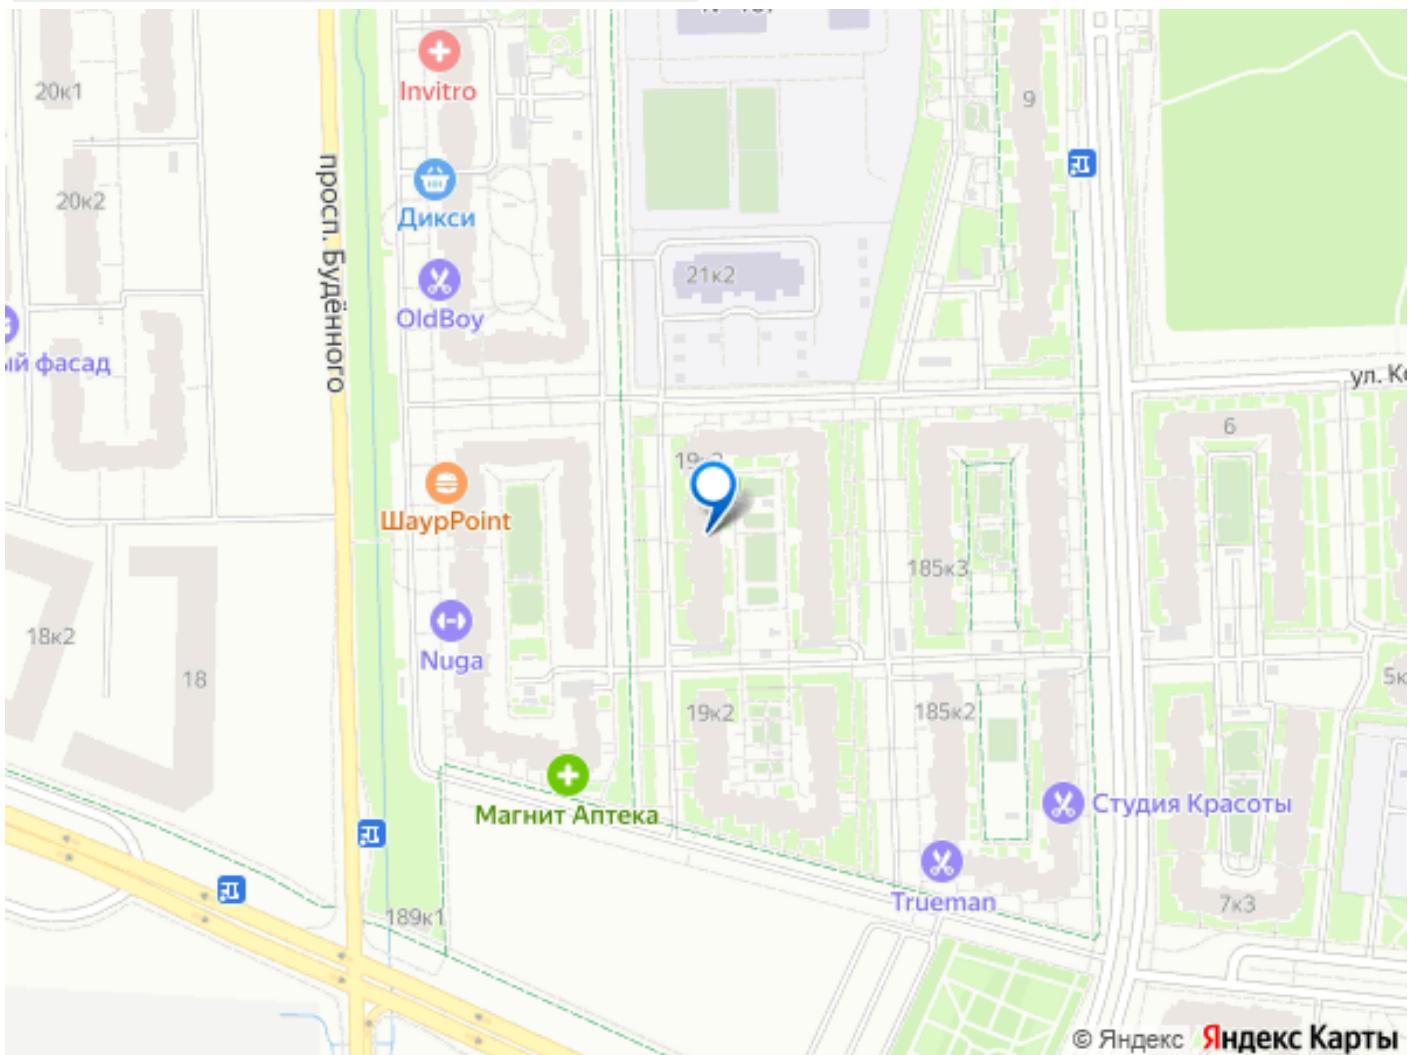 20к1
Invitro
9
20к2
просп. Будённого
Дикси
21к2
OldBoy
ый фасад
ул. Ко
6
ШаурPoint
185к3
18к2
18
Nuga
5к
19к2
185к2
Магнит Аптека
Студия Красоты
Trueman
189к1
7к3
© Яндекс Яндекс Карты